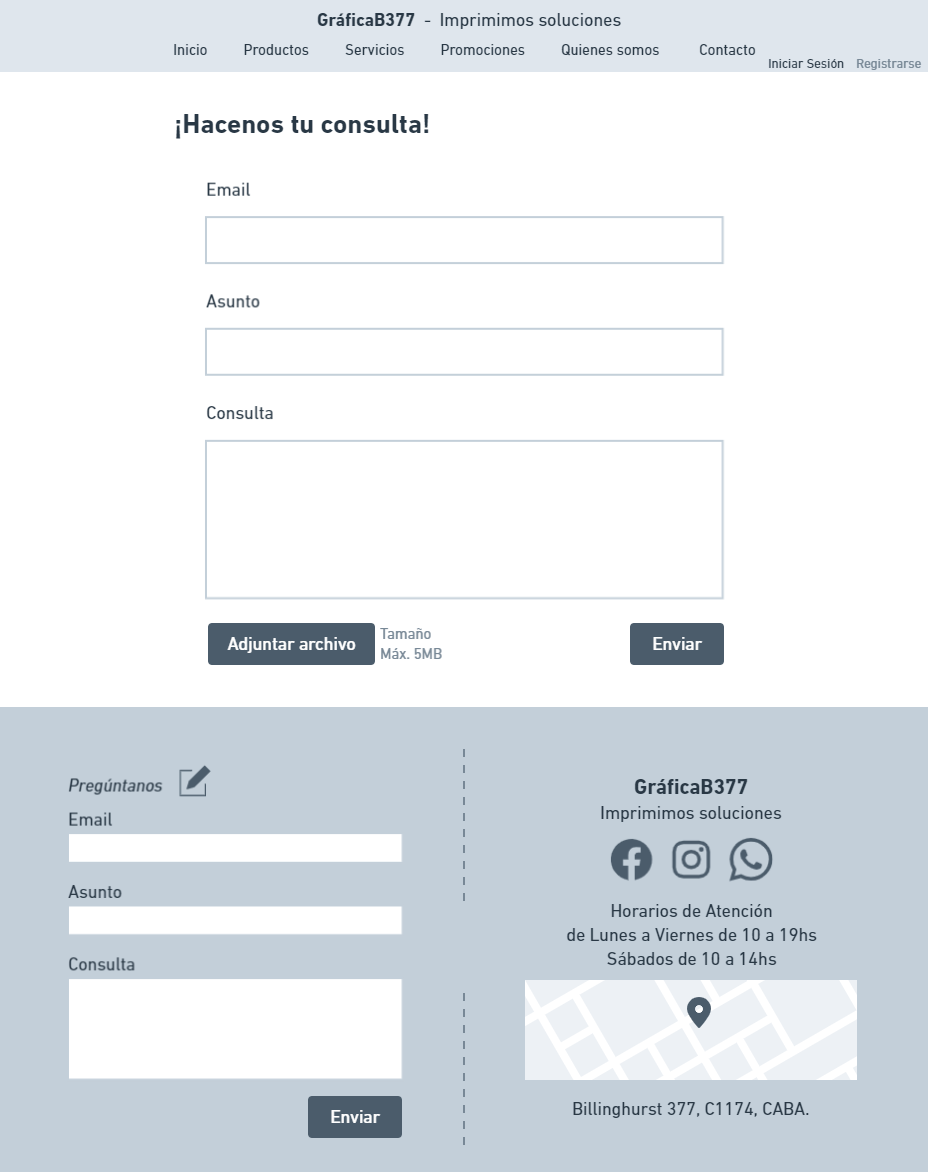 GráficaB377 - Imprimimos soluciones
Inicio Productos Servicios Promociones Quienes somos Contacto
Iniciar Sesión Registrarse
¡Hacenos tu consulta!
Email
Asunto
Consulta
Adjuntar archivo
Tamaño
Máx. 5MB
Enviar
Pregúntanos
Email
Asunto
Consulta
Enviar
GráficaB377
Imprimimos soluciones
Horarios de Atención
de Lunes a Viernes de 10 a 19hs
Sábados de 10 a 14hs
Billinghurst 377, C1174, CABA.